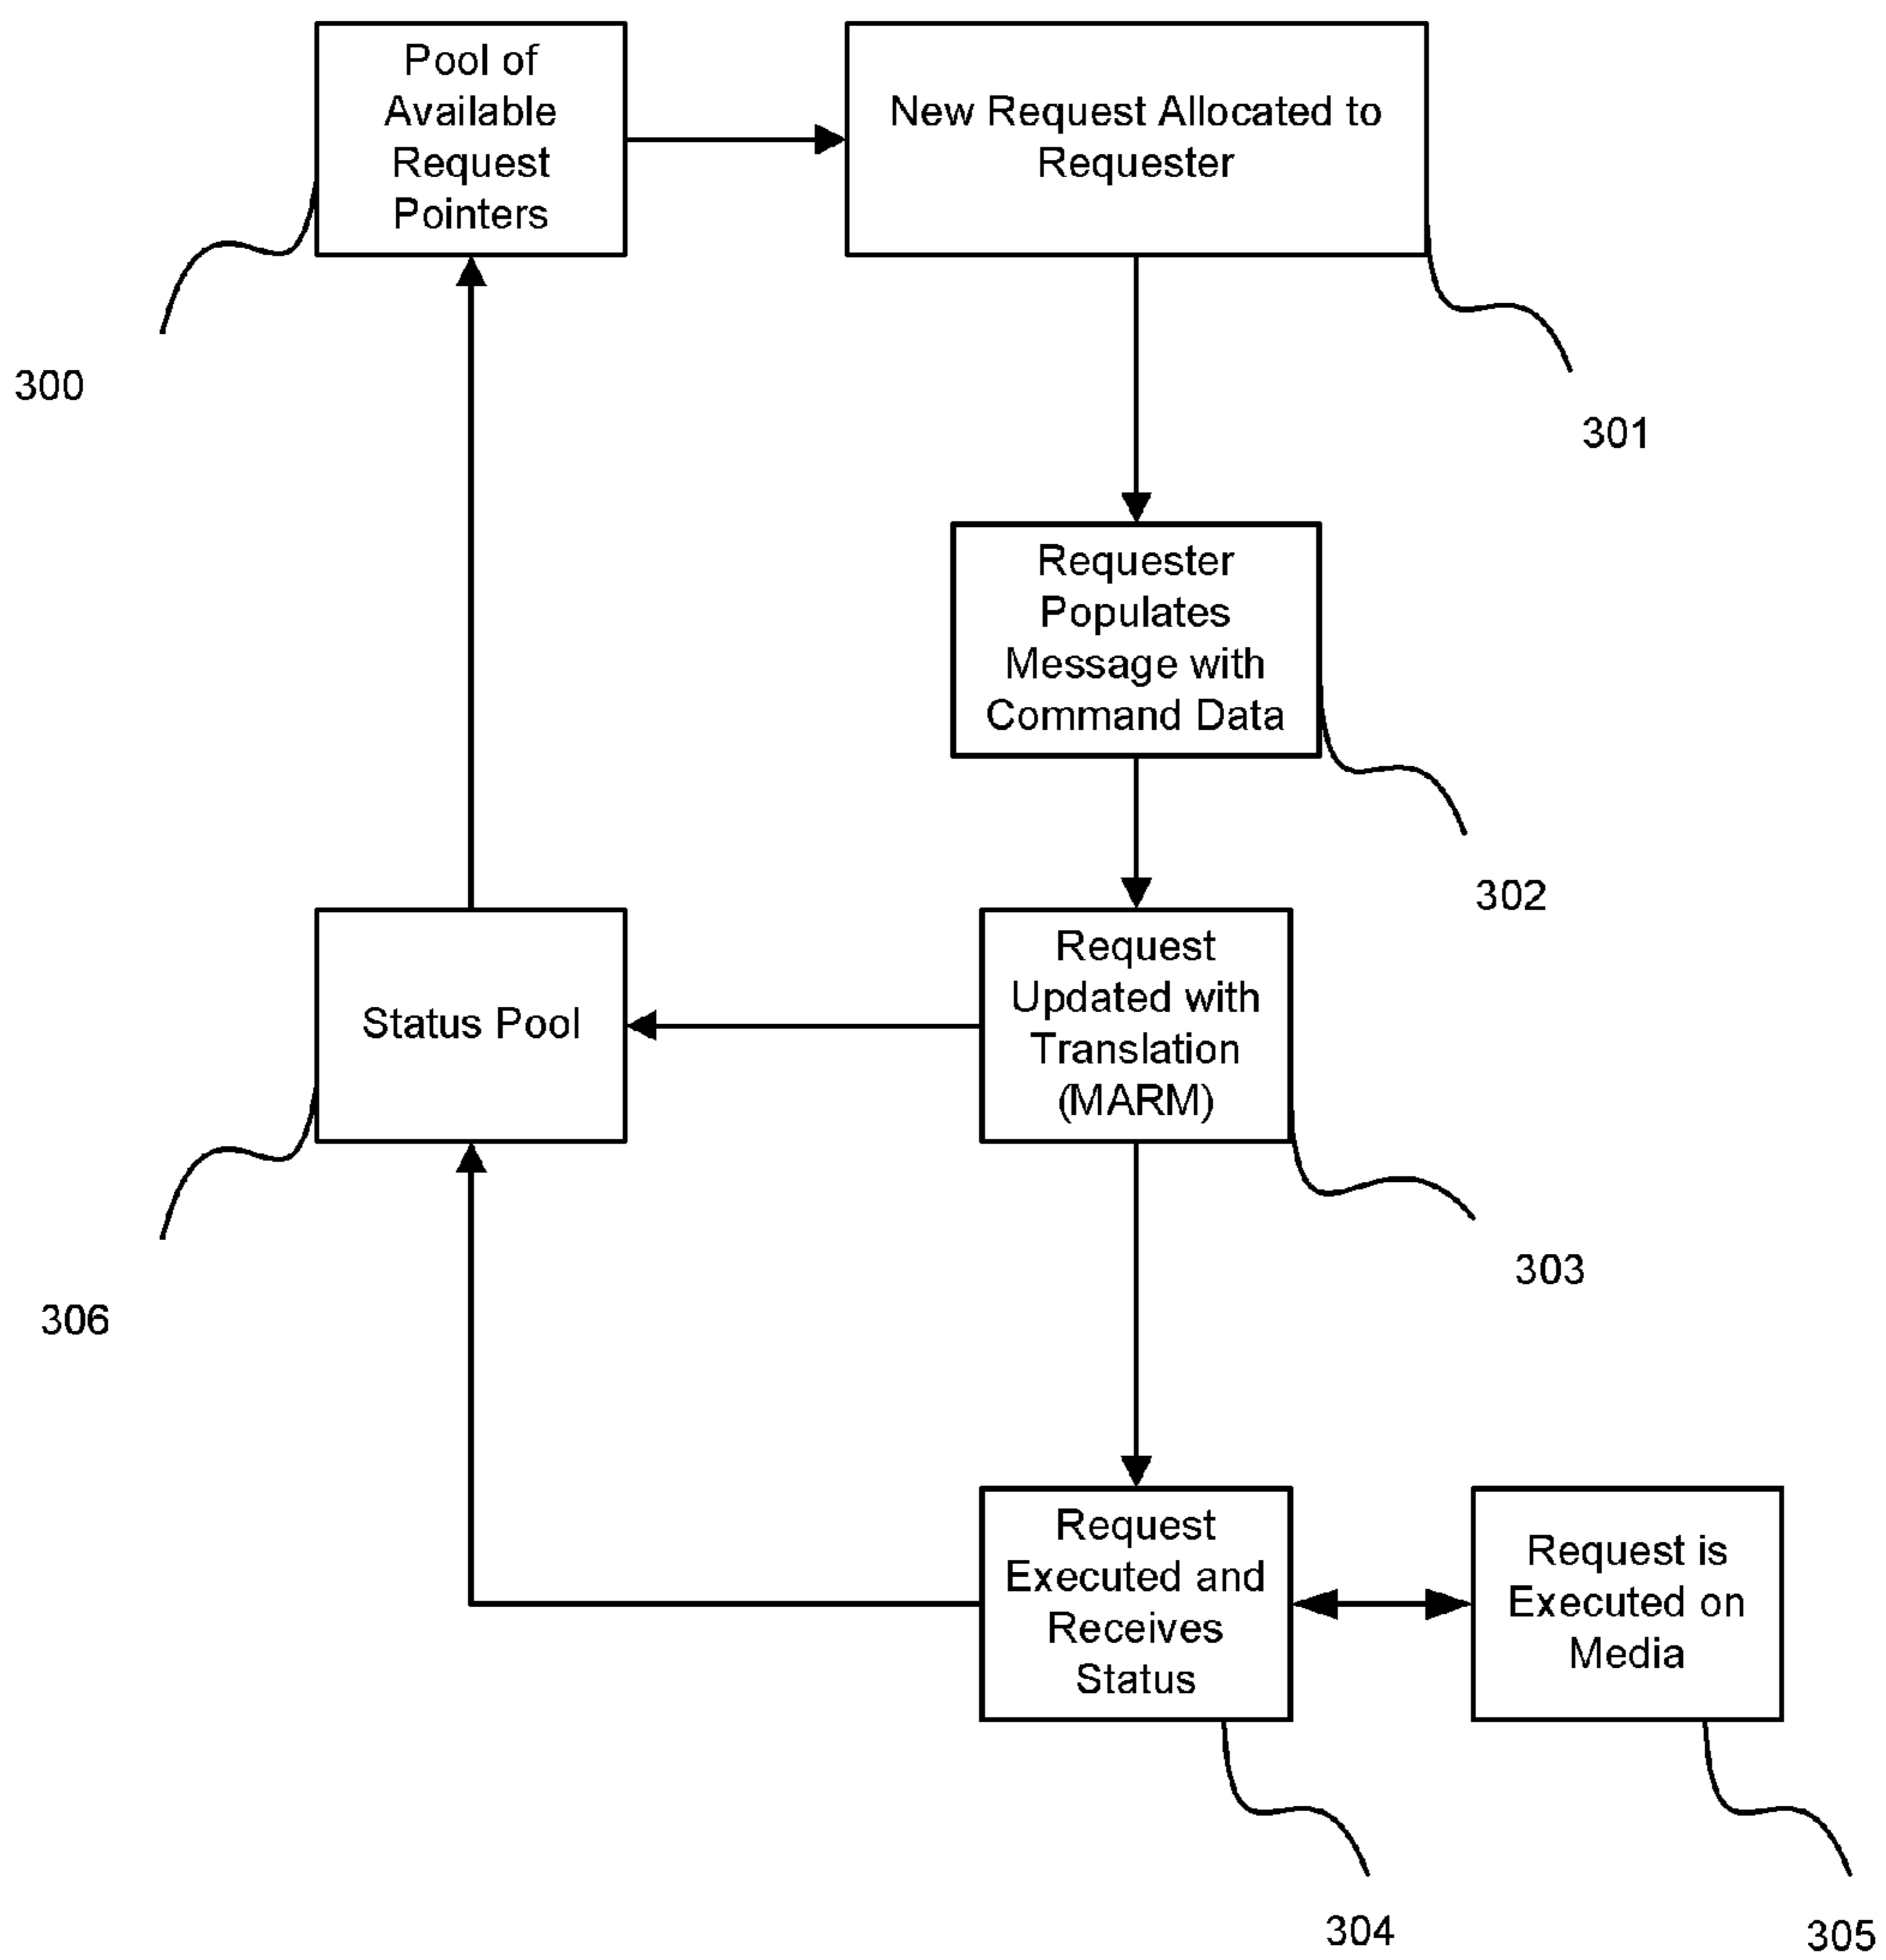 Pool of
Available
Request
Pointers
New Request Allocated to
Requester
300
301
Requester
Populates
Message with
Command Data
302
Status Pool
Request
Updated with
Translation
(MARM)
303
306
Request
Executed and
Receives
Status
Request is
Executed on
Media
304
305